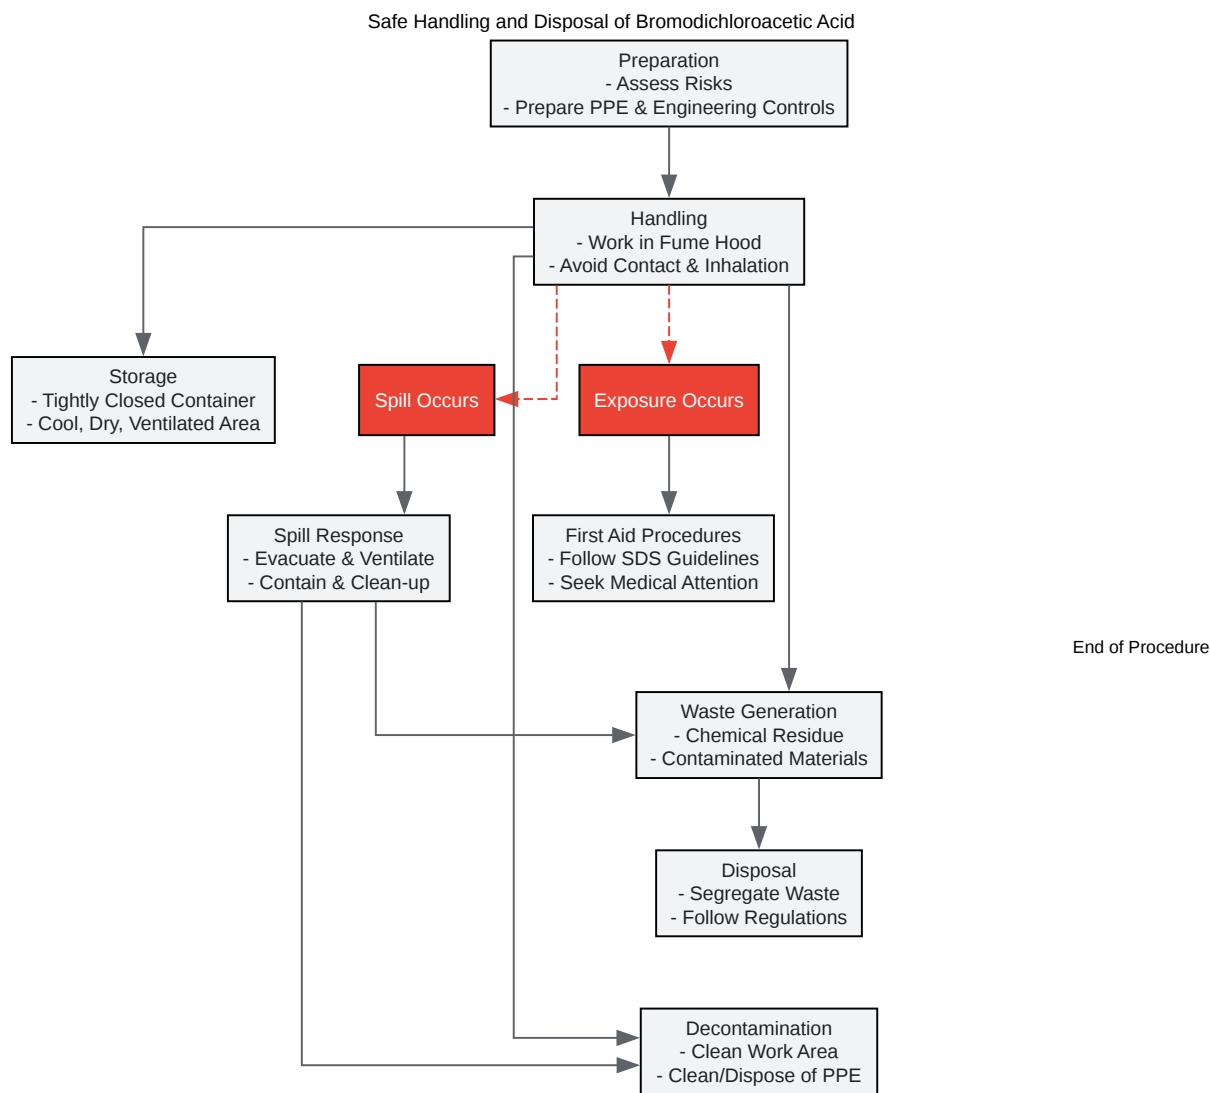 Safe Handling and Disposal of Bromodichloroacetic Acid
Preparation
- Assess Risks
- Prepare PPE & Engineering Controls
Handling
- Work in Fume Hood
- Avoid Contact & Inhalation
Storage
- Tightly Closed Container
- Cool, Dry, Ventilated Area
Spill Occurs
Exposure Occurs
Spill Response
- Evacuate & Ventilate
- Contain & Clean-up
First Aid Procedures
- Follow SDS Guidelines
- Seek Medical Attention
End of Procedure
Waste Generation
- Chemical Residue
- Contaminated Materials
Disposal
- Segregate Waste
- Follow Regulations
Decontamination
- Clean Work Area
- Clean/Dispose of PPE